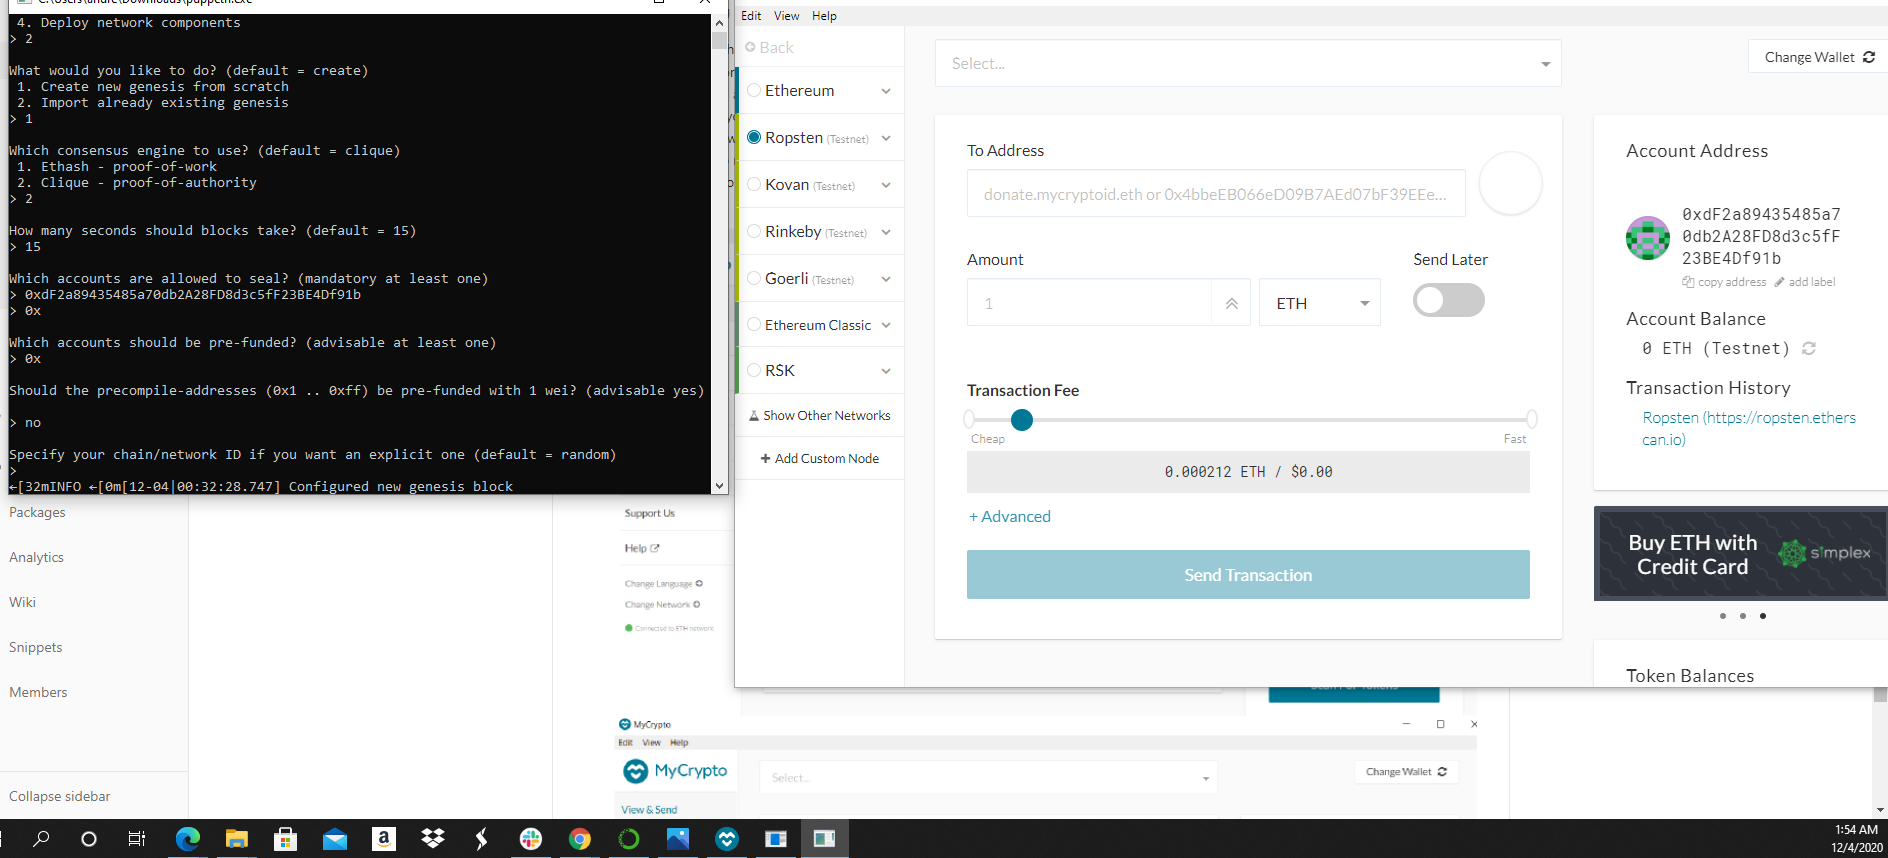 4. Deploy network components
> 2
What would you like to do? (default = create)
1. Create new genesis from scratch
2. Import already existing genesis
> 1
Which consensus engine to use? (default = clique)
1. Ethash - proof-of-work
2. Clique - proof-of-authority
> 2
How many seconds should blocks take? (default = 15)
> 15
Which accounts are allowed to seal? (mandatory at least one)
> 0xdF2a89435485a70db2A28FD8d3c5fF23BE4Df91b
> 0x
Which accounts should be pre-funded? (advisable at least one)
> 0x
Should the precompile-addresses (0x1 .. 0xff) be pre-funded with 1 wei? (advisable yes)
> no
Specify your chain/network ID if you want an explicit one (default = random)
>
←[32mINFO ←[0m[12-04|00:32:28.747] Configured new genesis block
Packages
Analytics
Wiki
Snippets
Members
Collapse sidebar
Edit View Help
Back
Ethereum
Ropsten (Testnet)
Kovan (Testnet)
Rinkeby (Testnet)
Goerli (Testnet)
Ethereum Classic
RSK
Show Other Networks
+ Add Custom Node
Select...
Change Wallet
To Address
donate.mycryptoid.eth or 0x4bbeEB066eD09B7AEd07bF39EEe...
Amount
Send Later
1
ETH
Transaction Fee
Cheap
Fast
0.000212 ETH / $0.00
+ Advanced
Send Transaction
Account Address
0xdF2a89435485a7
0db2A28FD8d3c5fF
23BE4Df91b
copy address add label
Account Balance
0 ETH (Testnet)
Transaction History
Ropsten (https://ropsten.ethers
can.io)
Buy ETH with
Credit Card
simplex
Token Balances
Support Us
Help
Change Language
Change Network
Connected to ETH network
MyCrypto
Edit View Help
MyCrypto
Select...
Change Wallet
View & Send
1:54 AM
12/4/2020